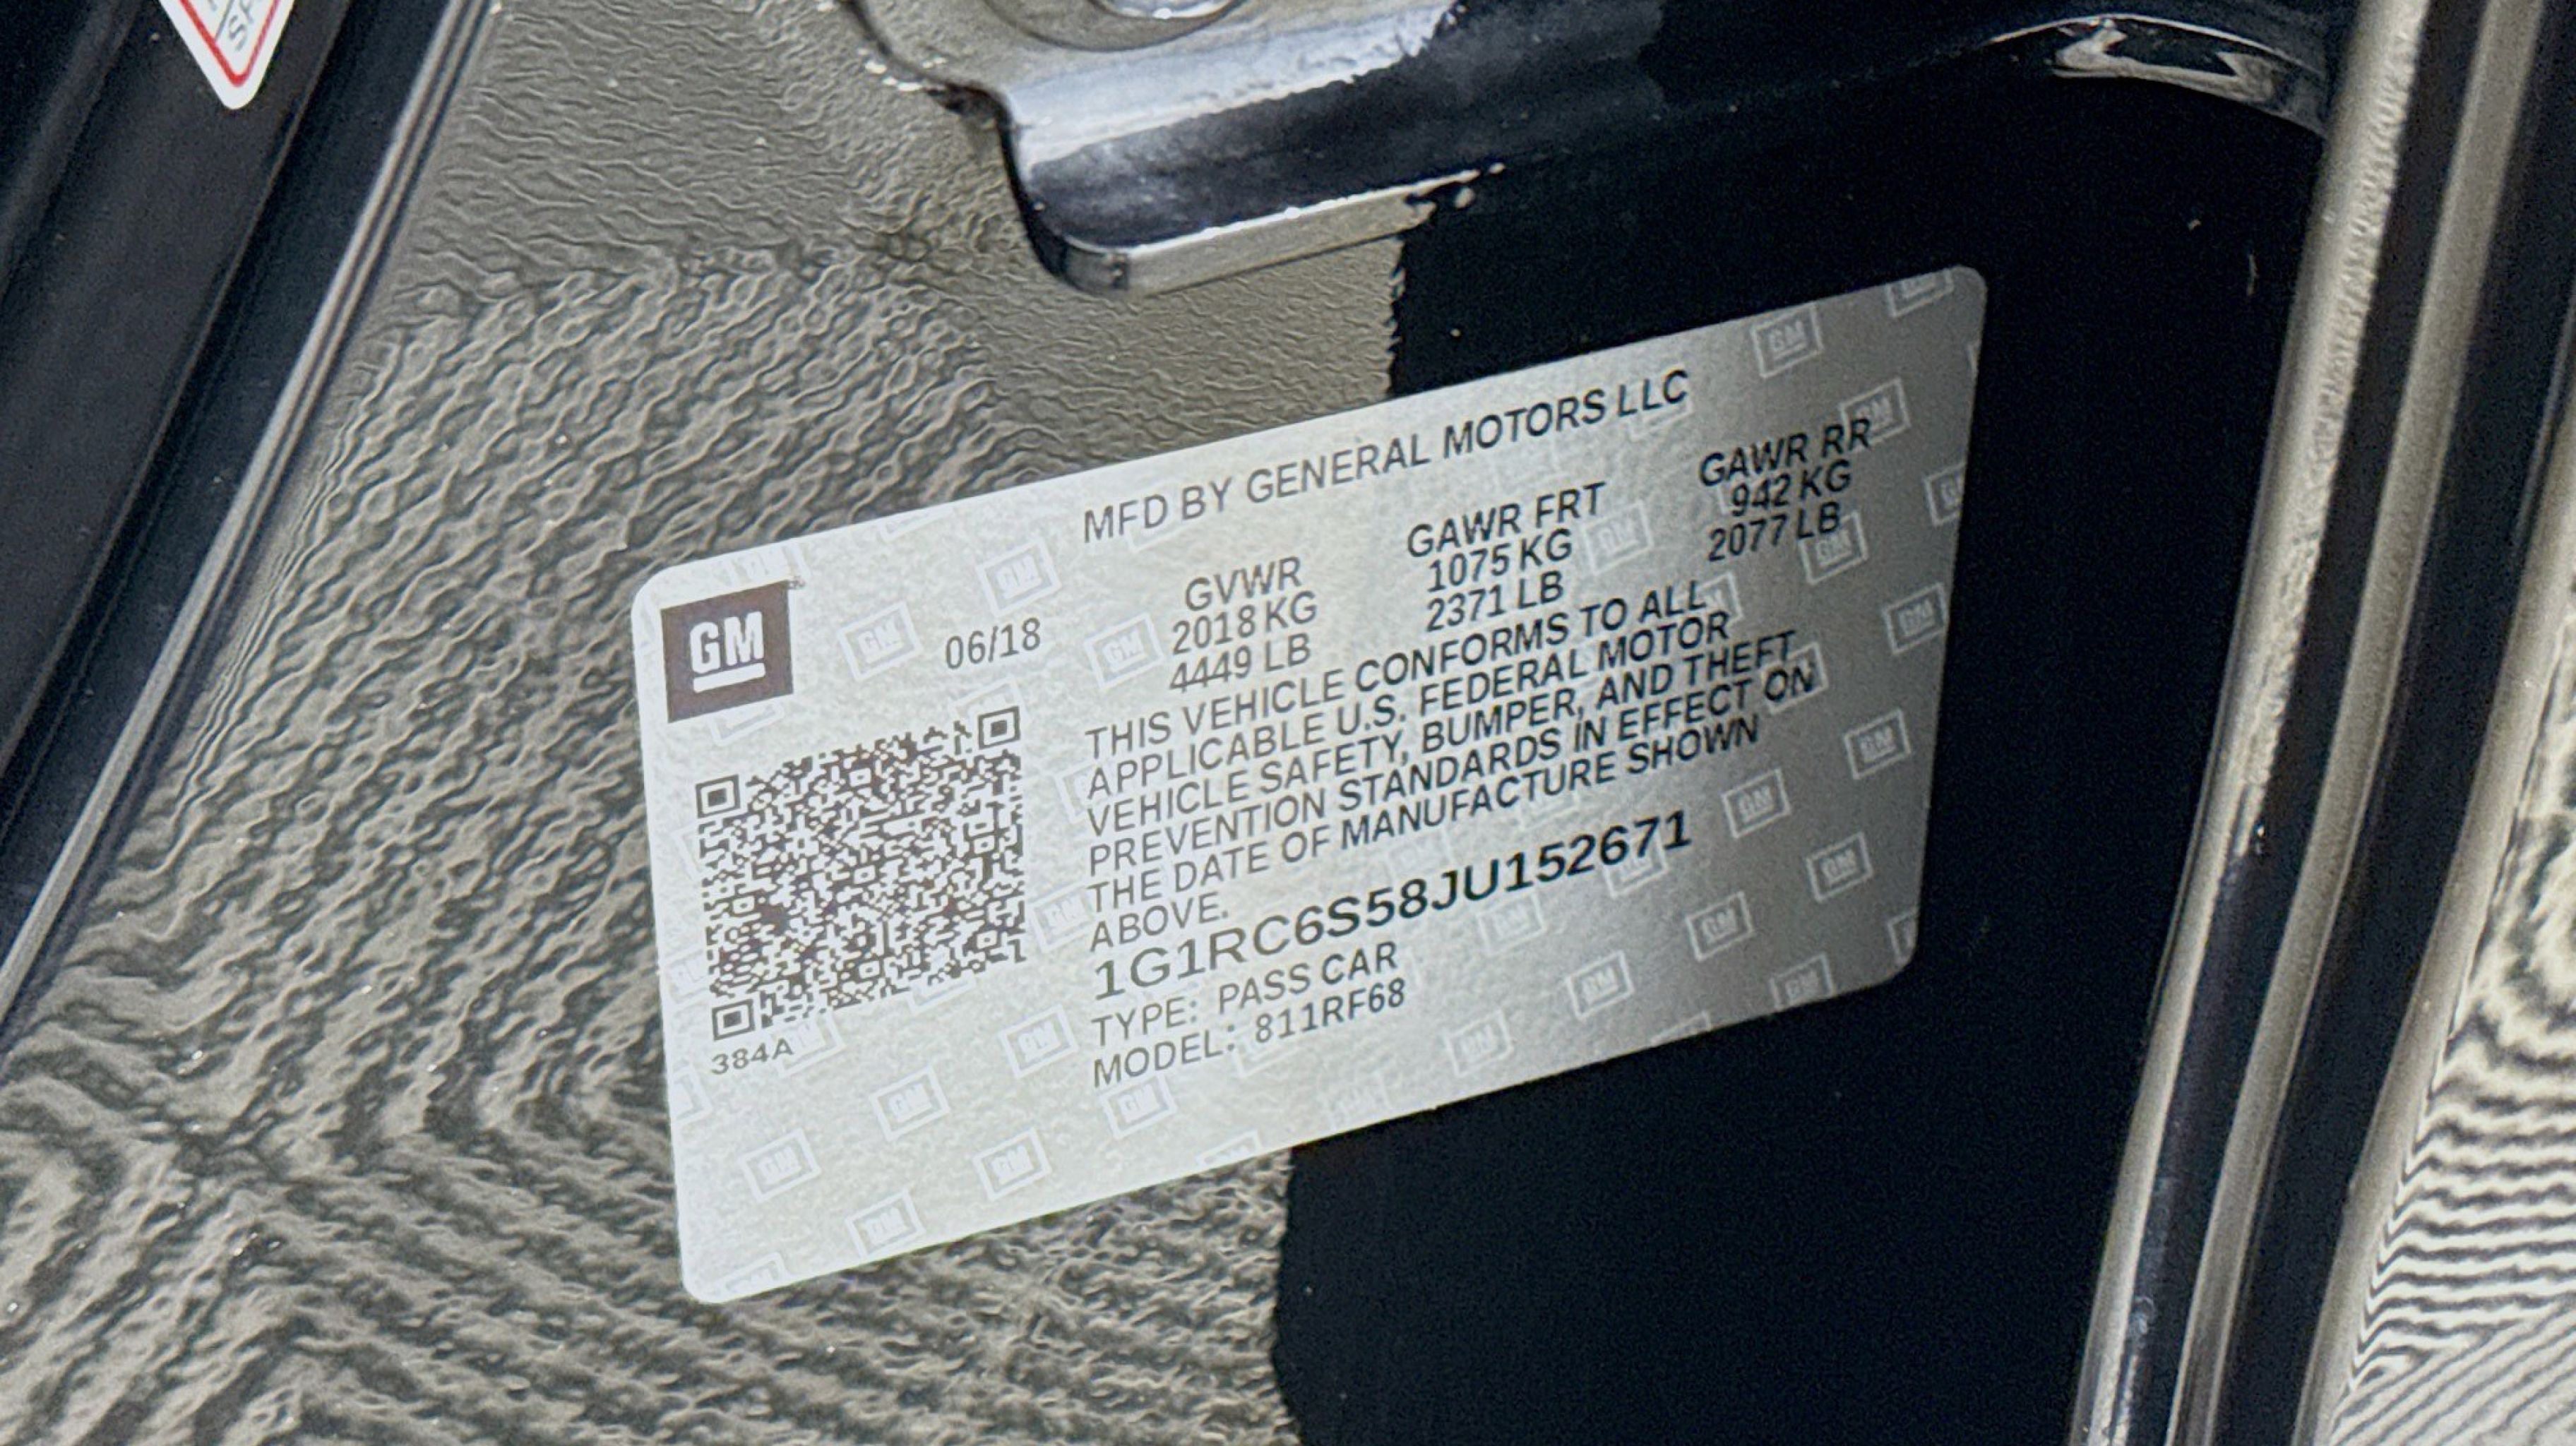 MFD BY GENERAL MOTORS LLC
GM
06/18
GVWR GAWR FRT GAWR RR
2018 KG 1075 KG 942 KG
4449 LB 2371 LB 2077 LB
THIS VEHICLE CONFORMS TO ALL
APPLICABLE U.S. FEDERAL MOTOR
VEHICLE SAFETY, BUMPER, AND THEFT
PREVENTION STANDARDS IN EFFECT ON
THE DATE OF MANUFACTURE SHOWN
ABOVE.
1G1RC6S58JU152671
TYPE: PASS CAR
MODEL: 811RF68
384A